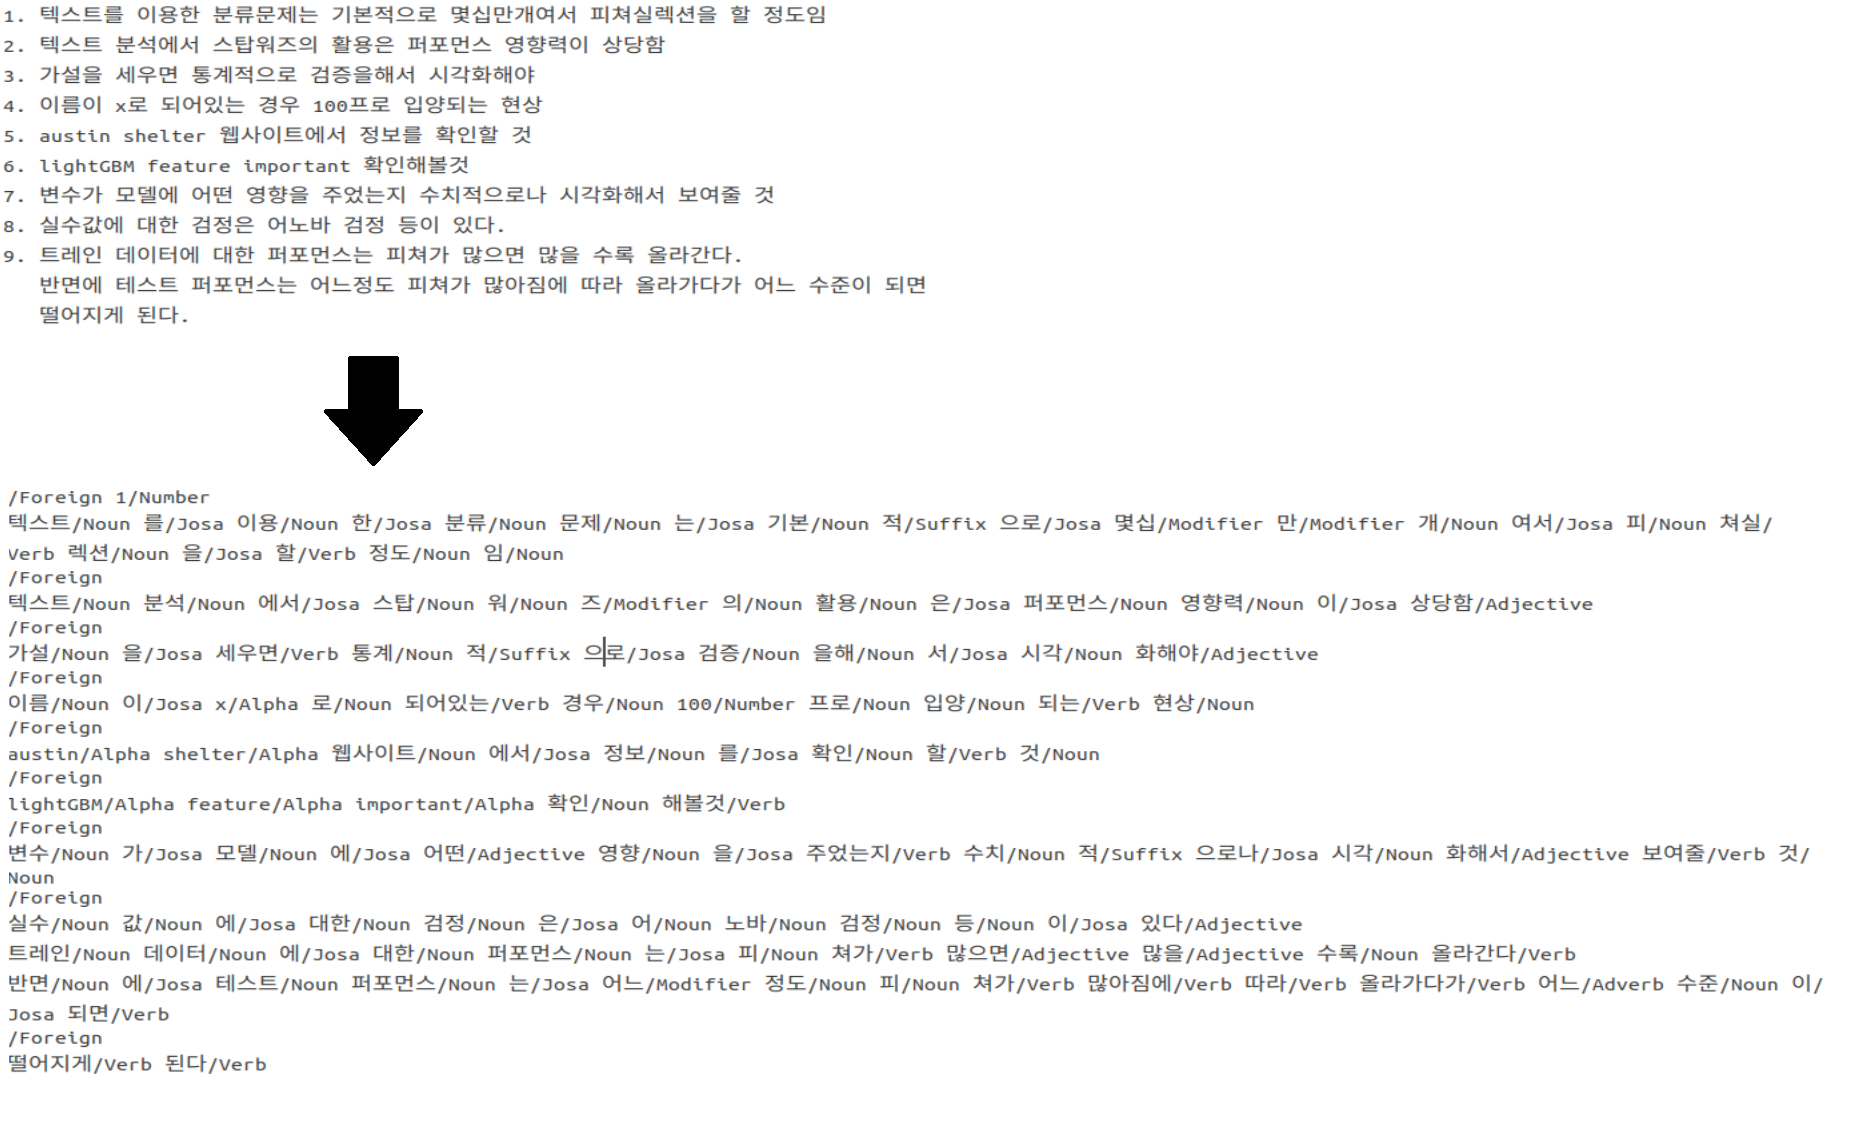 1. 텍스트를 이용한 분류문제는 기본적으로 몇십만개여서 피쳐실렉션을 할 정도임
2. 텍스트 분석에서 스탑워즈의 활용은 퍼포먼스 영향력이 상당함
3. 가설을 세우면 통계적으로 검증을해서 시각화해야
4. 이름이 x로 되어있는 경우 100프로 입양되는 현상
5. austin shelter 웹사이트에서 정보를 확인할 것
6. lightGBM feature important 확인해볼것
7. 변수가 모델에 어떤 영향을 주었는지 수치적으로나 시각화해서 보여줄 것
8. 실수값에 대한 검정은 어노바 검정 등이 있다.
9. 트레인 데이터에 대한 퍼포먼스는 피쳐가 많으면 많을 수록 올라간다.
반면에 테스트 퍼포먼스는 어느정도 피쳐가 많아짐에 따라 올라가다가 어느 수준이 되면
떨어지게 된다.
/Foreign 1/Number
텍스트/Noun 를/Josa 이용/Noun 한/Josa 분류/Noun 문제/Noun 는/Josa 기본/Noun 적/Suffix 으로/Josa 몇십/Modifier 만/Modifier 개/Noun 여서/Josa 피/Noun 쳐실/
Verb 렉션/Noun 을/Josa 할/Verb 정도/Noun 임/Noun
/Foreign
텍스트/Noun 분석/Noun 에서/Josa 스탑/Noun 워/Noun 즈/Modifier 의/Noun 활용/Noun 은/Josa 퍼포먼스/Noun 영향력/Noun 이/Josa 상당함/Adjective
/Foreign
가설/Noun 을/Josa 세우면/Verb 통계/Noun 적/Suffix 으로/Josa 검증/Noun 을해/Noun 서/Josa 시각/Noun 화해야/Adjective
/Foreign
이름/Noun 이/Josa x/Alpha 로/Noun 되어있는/Verb 경우/Noun 100/Number 프로/Noun 입양/Noun 되는/Verb 현상/Noun
/Foreign
austin/Alpha shelter/Alpha 웹사이트/Noun 에서/Josa 정보/Noun 를/Josa 확인/Noun 할/Verb 것/Noun
/Foreign
lightGBM/Alpha feature/Alpha important/Alpha 확인/Noun 해볼것/Verb
/Foreign
변수/Noun 가/Josa 모델/Noun 에/Josa 어떤/Adjective 영향/Noun 을/Josa 주었는지/Verb 수치/Noun 적/Suffix 으로나/Josa 시각/Noun 화해서/Adjective 보여줄/Verb 것/
Noun
/Foreign
실수/Noun 값/Noun 에/Josa 대한/Noun 검정/Noun 은/Josa 어/Noun 노바/Noun 검정/Noun 등/Noun 이/Josa 있다/Adjective
트레인/Noun 데이터/Noun 에/Josa 대한/Noun 퍼포먼스/Noun 는/Josa 피/Noun 쳐가/Verb 많으면/Adjective 많을/Adjective 수록/Noun 올라간다/Verb
반면/Noun 에/Josa 테스트/Noun 퍼포먼스/Noun 는/Josa 어느/Modifier 정도/Noun 피/Noun 쳐가/Verb 많아짐에/Verb 따라/Verb 올라가다가/Verb 어느/Adverb 수준/Noun 이/
Josa 되면/Verb
/Foreign
떨어지게/Verb 된다/Verb